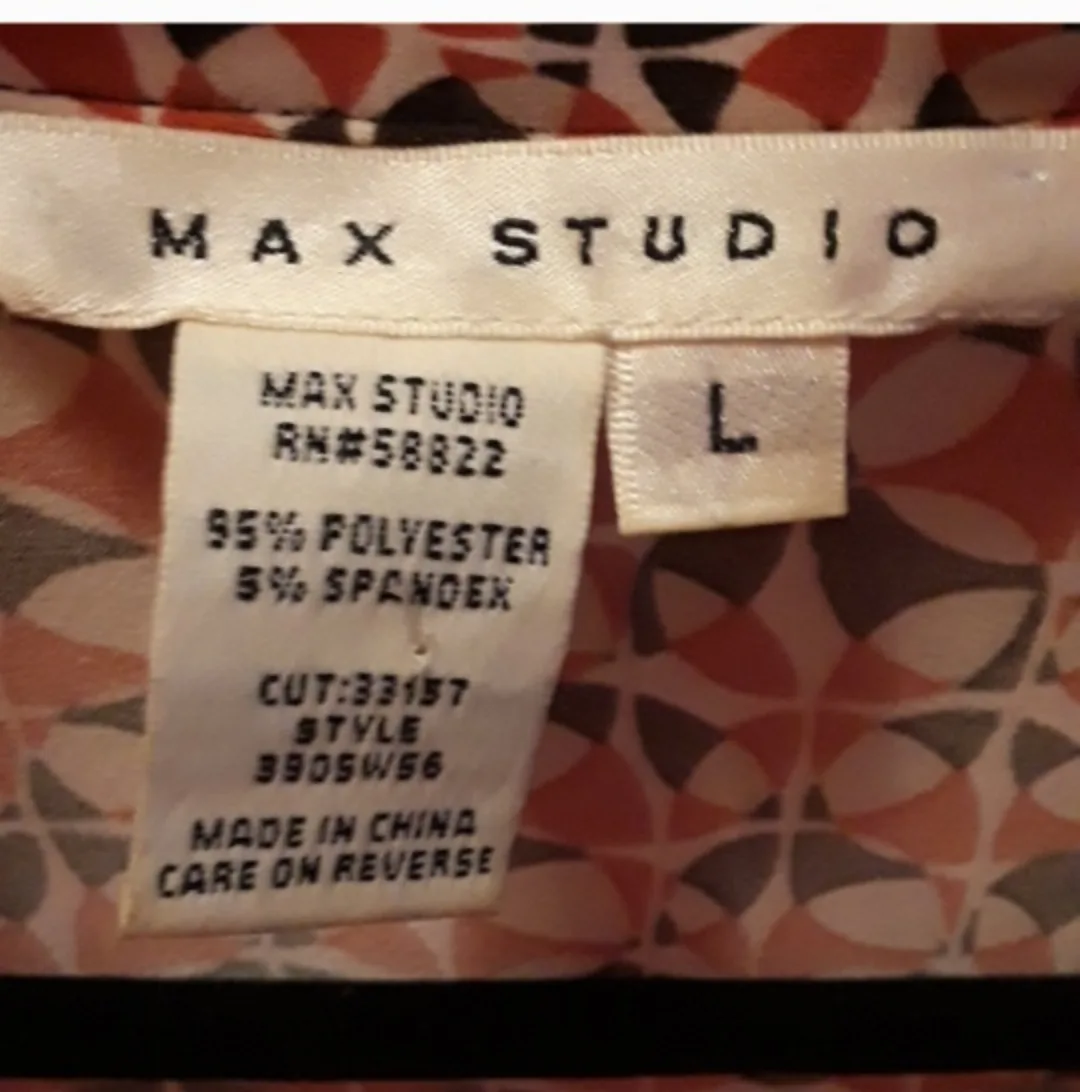 MAX STUDIO
L
MAX STUDIO
RN#58822
95% POLYESTER
5% SPANDEX
CUT:33157
STYLE
3905W56
MADE IN CHINA
CARE ON REVERSE